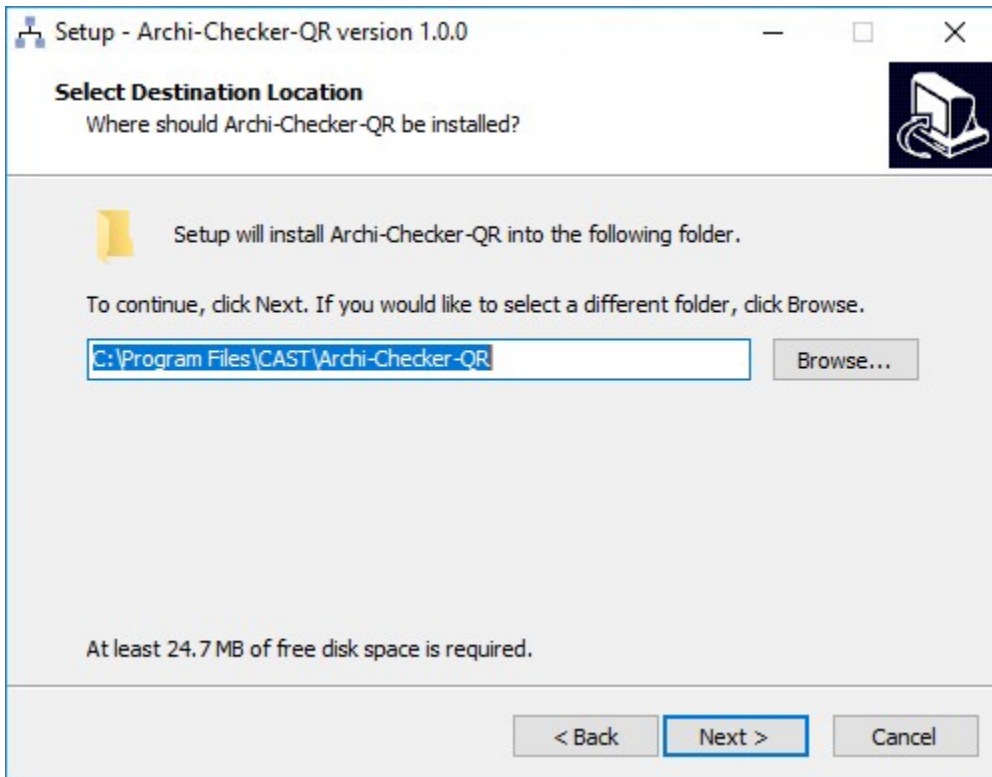 Setup - Archi-Checker-QR version 1.0.0
Select Destination Location
Where should Archi-Checker-QR be installed?
Setup will install Archi-Checker-QR into the following folder.
To continue, click Next. If you would like to select a different folder, click Browse.
C:\Program Files\CAST\Archi-Checker-QR
Browse...
At least 24.7 MB of free disk space is required.
< Back
Next >
Cancel